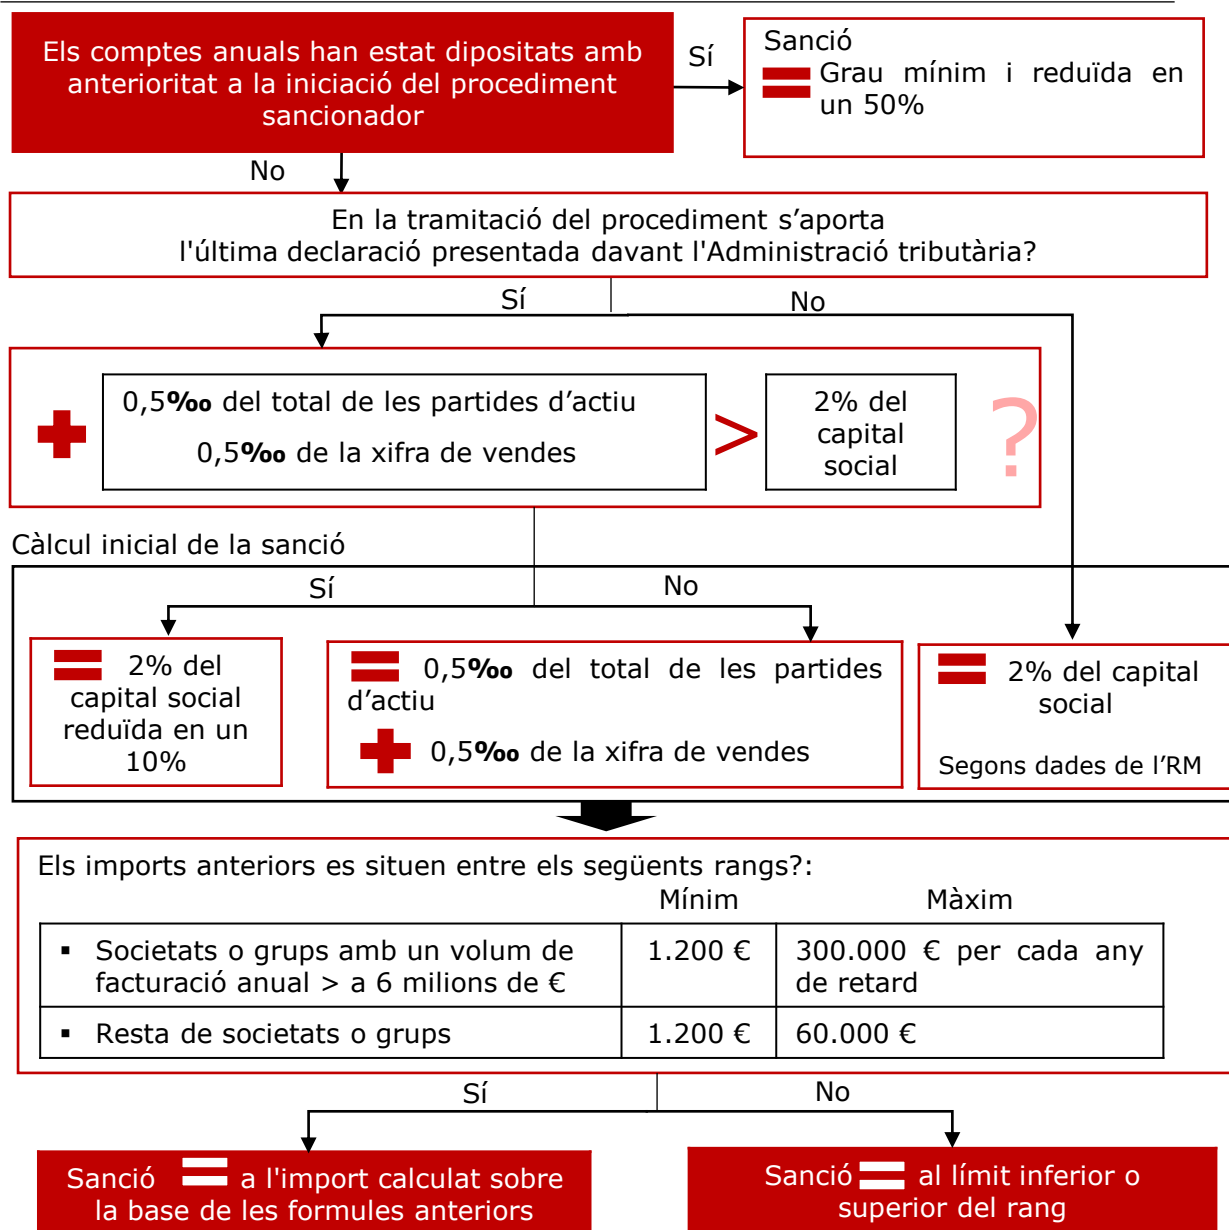 Els comptes anuals han estat dipositats amb
anterioritat a la iniciació del procediment
sancionador
Sí
Sanció
= Grau mínim i reduïda en
un 50%
No
En la tramitació del procediment s’aporta
l'última declaració presentada davant l'Administració tributària?
Sí
No
+
0,5‰ del total de les partides d’actiu
0,5‰ de la xifra de vendes
>
2% del
capital
social
?
Càlcul inicial de la sanció
Sí
No
= 2% del
capital social
reduïda en un
10%
= 0,5‰ del total de les partides
d’actiu
+ 0,5‰ de la xifra de vendes
= 2% del capital
social
Segons dades de l’RM
Els imports anteriors es situen entre els següents rangs?:
Mínim Màxim
▪ Societats o grups amb un volum de
facturació anual > a 6 milions de €
1.200 €
300.000 € per cada any
de retard
▪ Resta de societats o grups
1.200 €
60.000 €
Sí
No
Sanció = a l'import calculat sobre
la base de les formules anteriors
Sanció = al límit inferior o
superior del rang